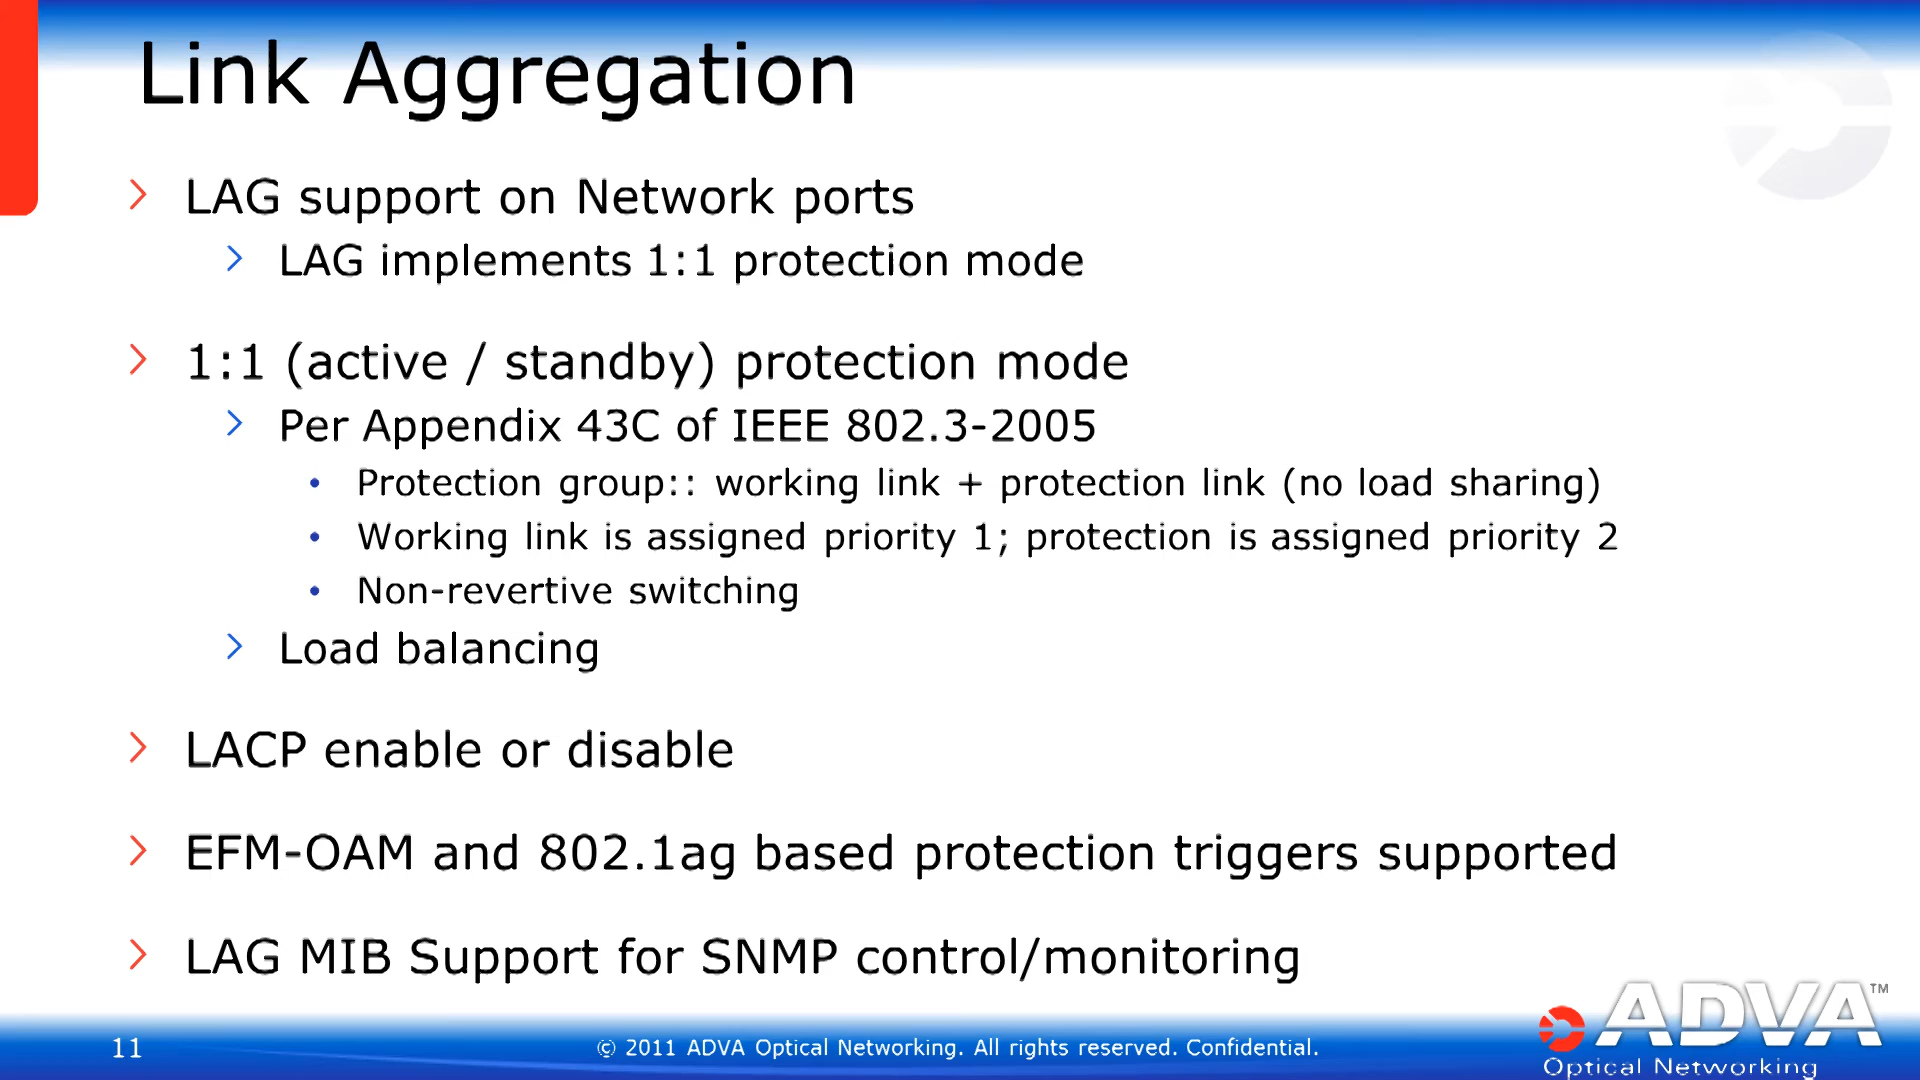 Link Aggregation
LAG support on Network ports
LAG implements 1:1 protection mode
1:1 (active / standby) protection mode
Per Appendix 43C of IEEE 802.3-2005
Protection group:: working link + protection link (no load sharing)
Working link is assigned priority 1; protection is assigned priority 2
Non-revertive switching
Load balancing
LACP enable or disable
EFM-OAM and 802.1ag based protection triggers supported
LAG MIB Support for SNMP control/monitoring
11
© 2011 ADVA Optical Networking. All rights reserved. Confidential.
ADVA™
Optical Networking